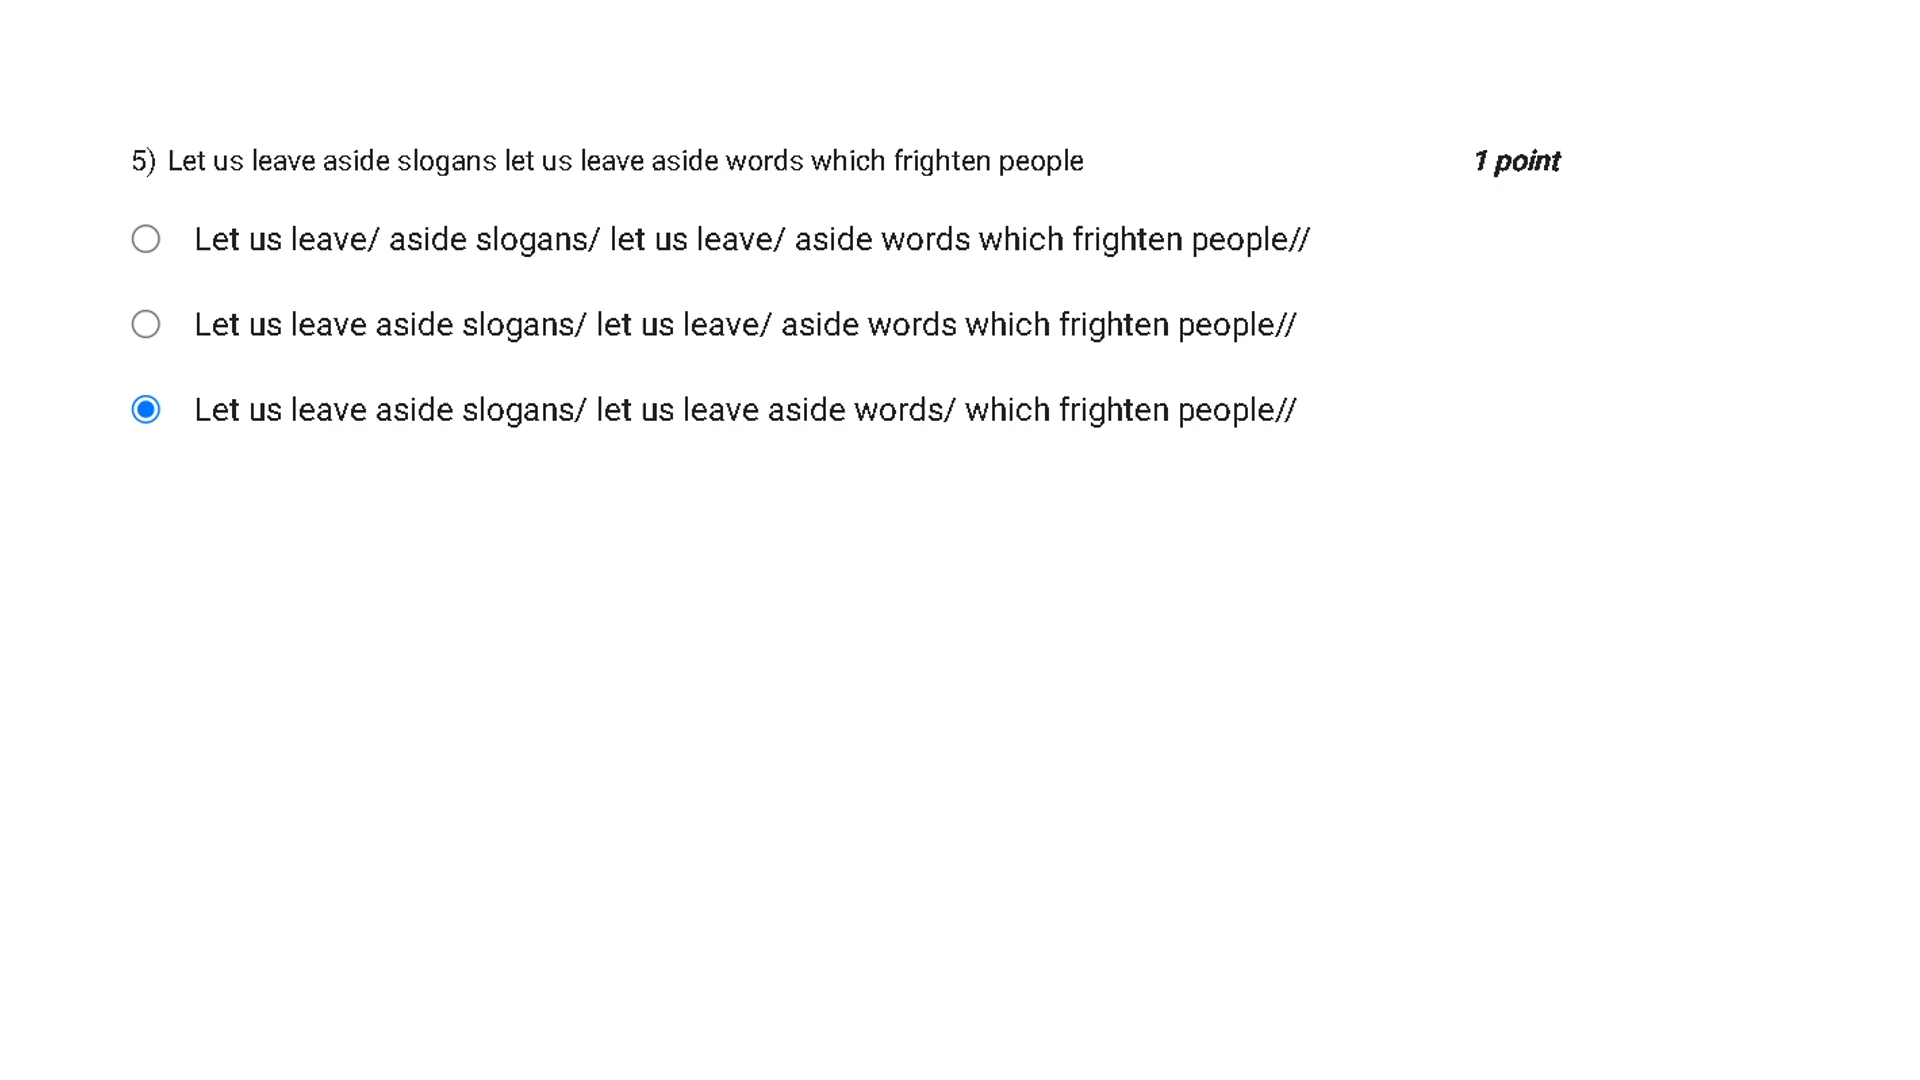 5) Let us leave aside slogans let us leave aside words which frighten people 1 point
Let us leave/ aside slogans/ let us leave/ aside words which frighten people//
Let us leave aside slogans/ let us leave/ aside words which frighten people//
Let us leave aside slogans/ let us leave aside words/ which frighten people//